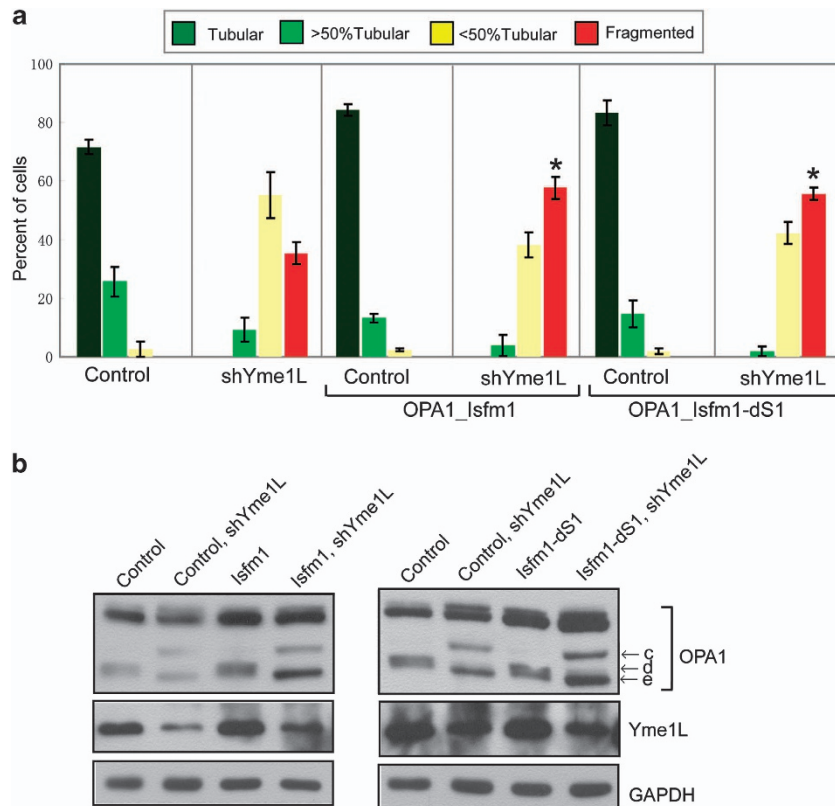 a
Tubular >50%Tubular <50%Tubular Fragmented
Percent of cells
100
80
60
40
20
0
* *
Control shYme1L Control shYme1L Control shYme1L
OPA1_Isfm1 OPA1_Isfm1-dS1
b
Control Control, shYme1L Isfm1 Isfm1, shYme1L Control Control, shYme1L Isfm1-dS1 Isfm1-dS1, shYme1L
←c
←d
←e
OPA1
Yme1L
GAPDH